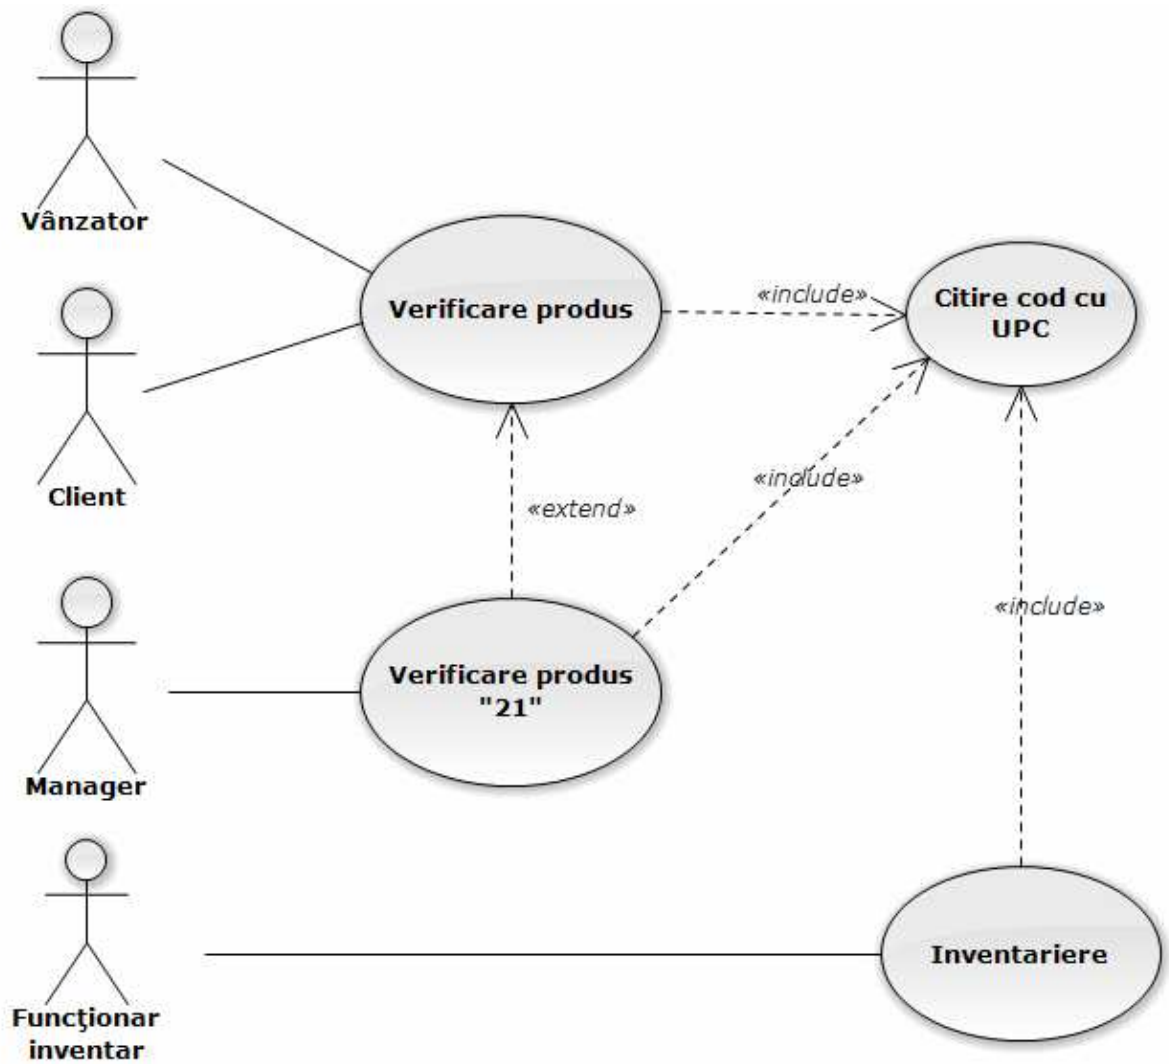 Vânzator
Verificare produs
«include»
Citire cod cu
UPC
Client
«extend»
«include»
«include»
Manager
Verificare produs
"21"
Inventariere
Funcţionar
inventar